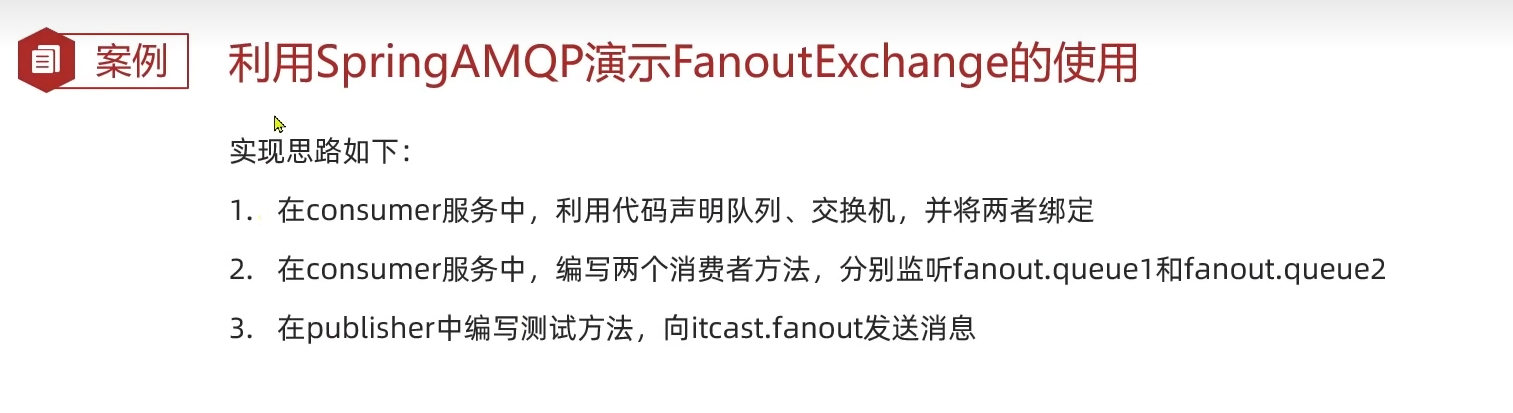 案例
利用SpringAMQP演示FanoutExchange的使用
实现思路如下：
1. 在consumer服务中，利用代码声明队列、交换机，并将两者绑定
2. 在consumer服务中，编写两个消费者方法，分别监听fanout.queue1和fanout.queue2
3. 在publisher中编写测试方法，向itcast.fanout发送消息